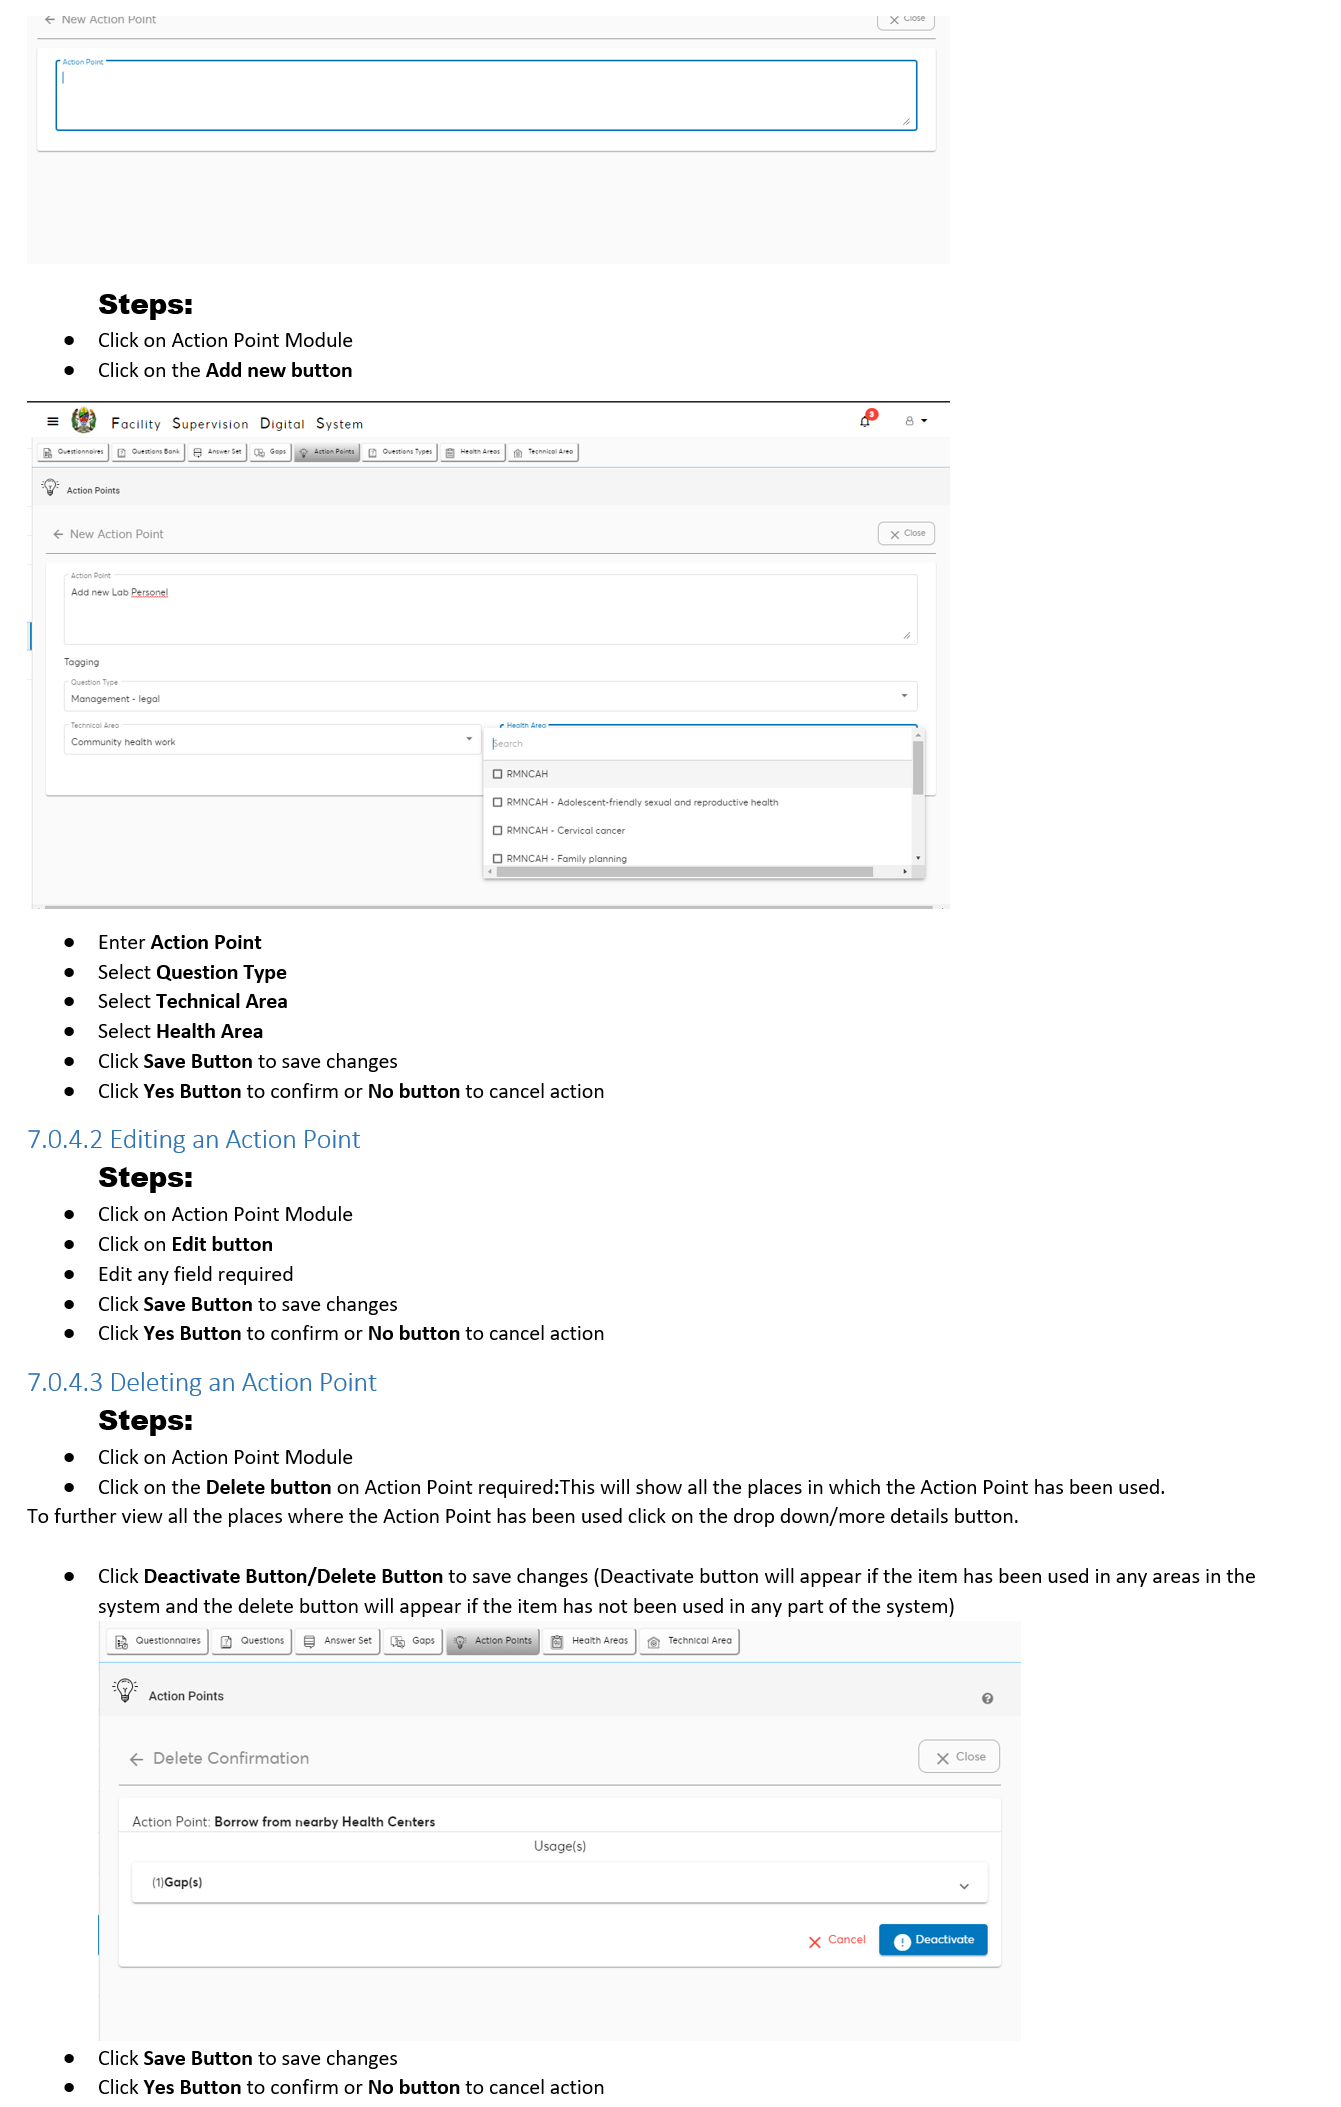 ← New Action Point
✕ Close
Action Point
Steps:
● Click on Action Point Module
● Click on the Add new button
Facility Supervision Digital System
3
Questionnaires Questions Bank Answer Set Gaps Action Points Questions Types Health Areas Technical Area
Action Points
← New Action Point
✕ Close
Action Point
Add new Lab Personel
Tagging
Question Type
Management - legal
Technical Area
Community health work
Health Area
Search
RMNCAH
RMNCAH - Adolescent-friendly sexual and reproductive health
RMNCAH - Cervical cancer
RMNCAH - Family planning
● Enter Action Point
● Select Question Type
● Select Technical Area
● Select Health Area
● Click Save Button to save changes
● Click Yes Button to confirm or No button to cancel action
7.0.4.2 Editing an Action Point
Steps:
● Click on Action Point Module
● Click on Edit button
● Edit any field required
● Click Save Button to save changes
● Click Yes Button to confirm or No button to cancel action
7.0.4.3 Deleting an Action Point
Steps:
● Click on Action Point Module
● Click on the Delete button on Action Point required:This will show all the places in which the Action Point has been used.
To further view all the places where the Action Point has been used click on the drop down/more details button.
● Click Deactivate Button/Delete Button to save changes (Deactivate button will appear if the item has been used in any areas in the
system and the delete button will appear if the item has not been used in any part of the system)
Questionnaires Questions Answer Set Gaps Action Points Health Areas Technical Area
Action Points
← Delete Confirmation
✕ Close
Action Point: Borrow from nearby Health Centers
Usage(s)
(1)Gap(s)
✕ Cancel
Deactivate
● Click Save Button to save changes
● Click Yes Button to confirm or No button to cancel action